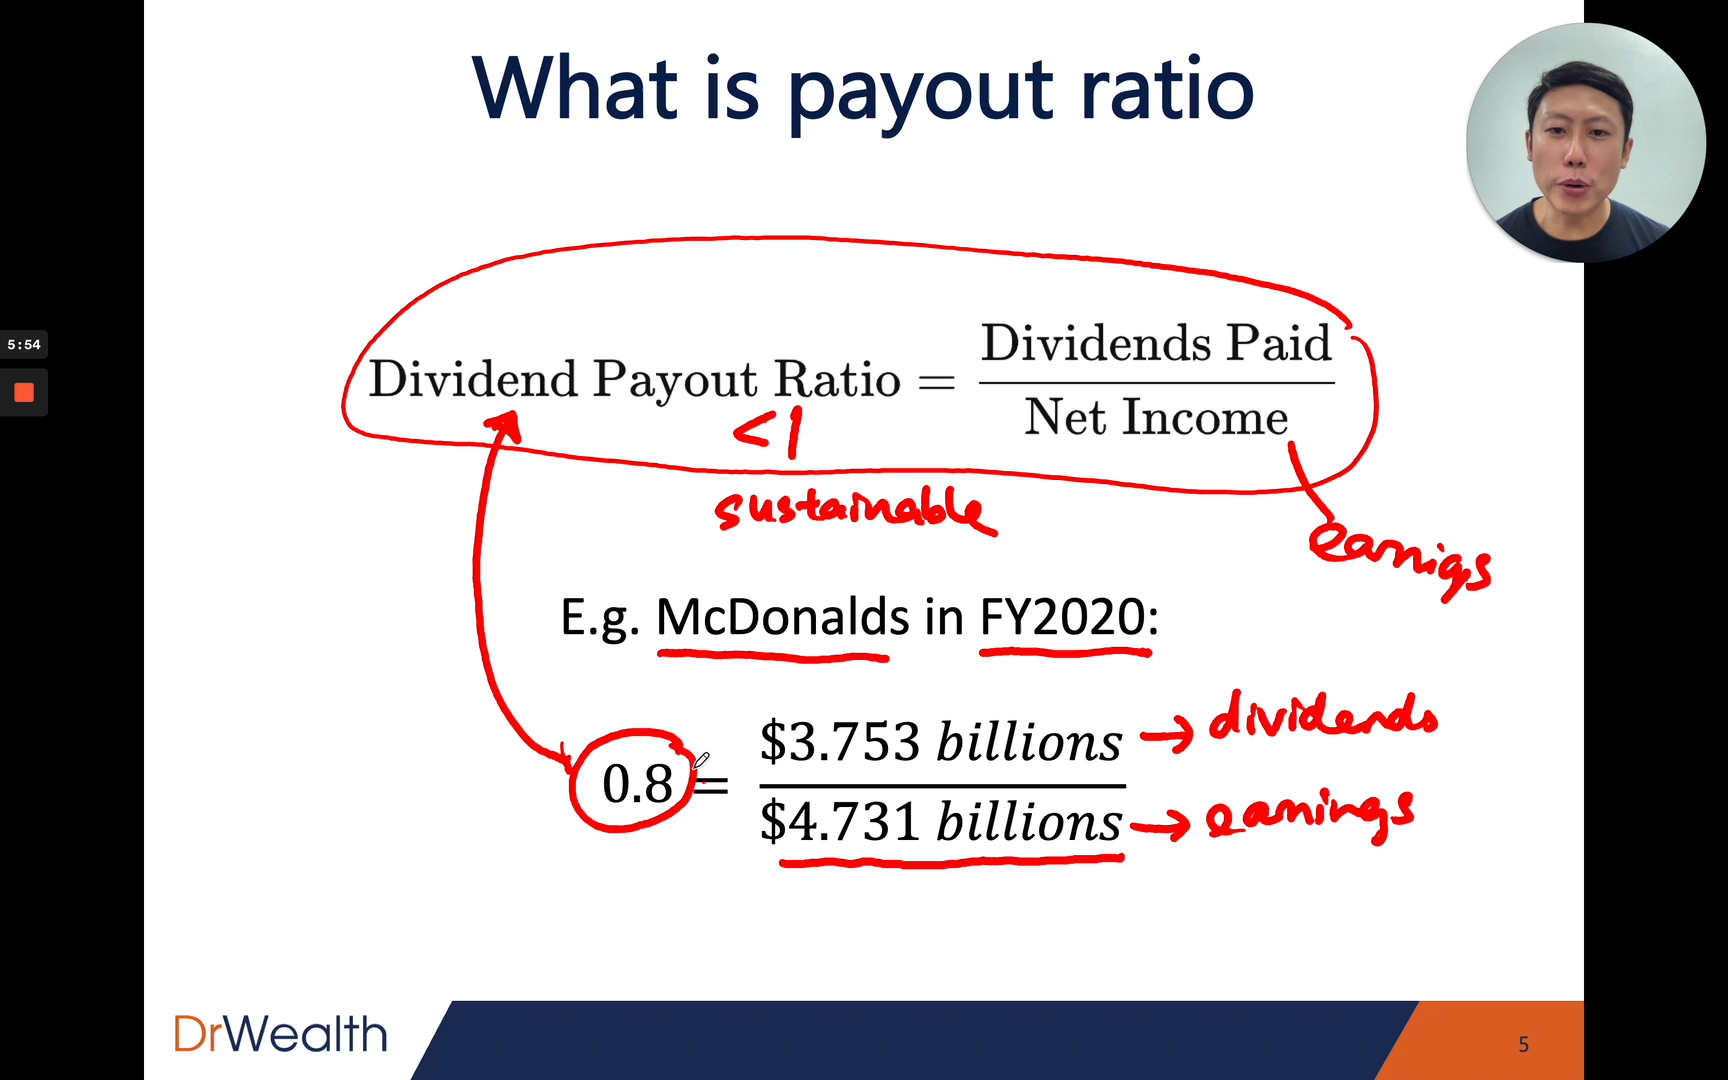 What is payout ratio
5:54
Dividend Payout Ratio = Dividends Paid
Net Income
<1
sustainable
earnigs
E.g. McDonalds in FY2020:
0.8 = $3.753 billions → dividends
$4.731 billions → earnings
DrWealth
5